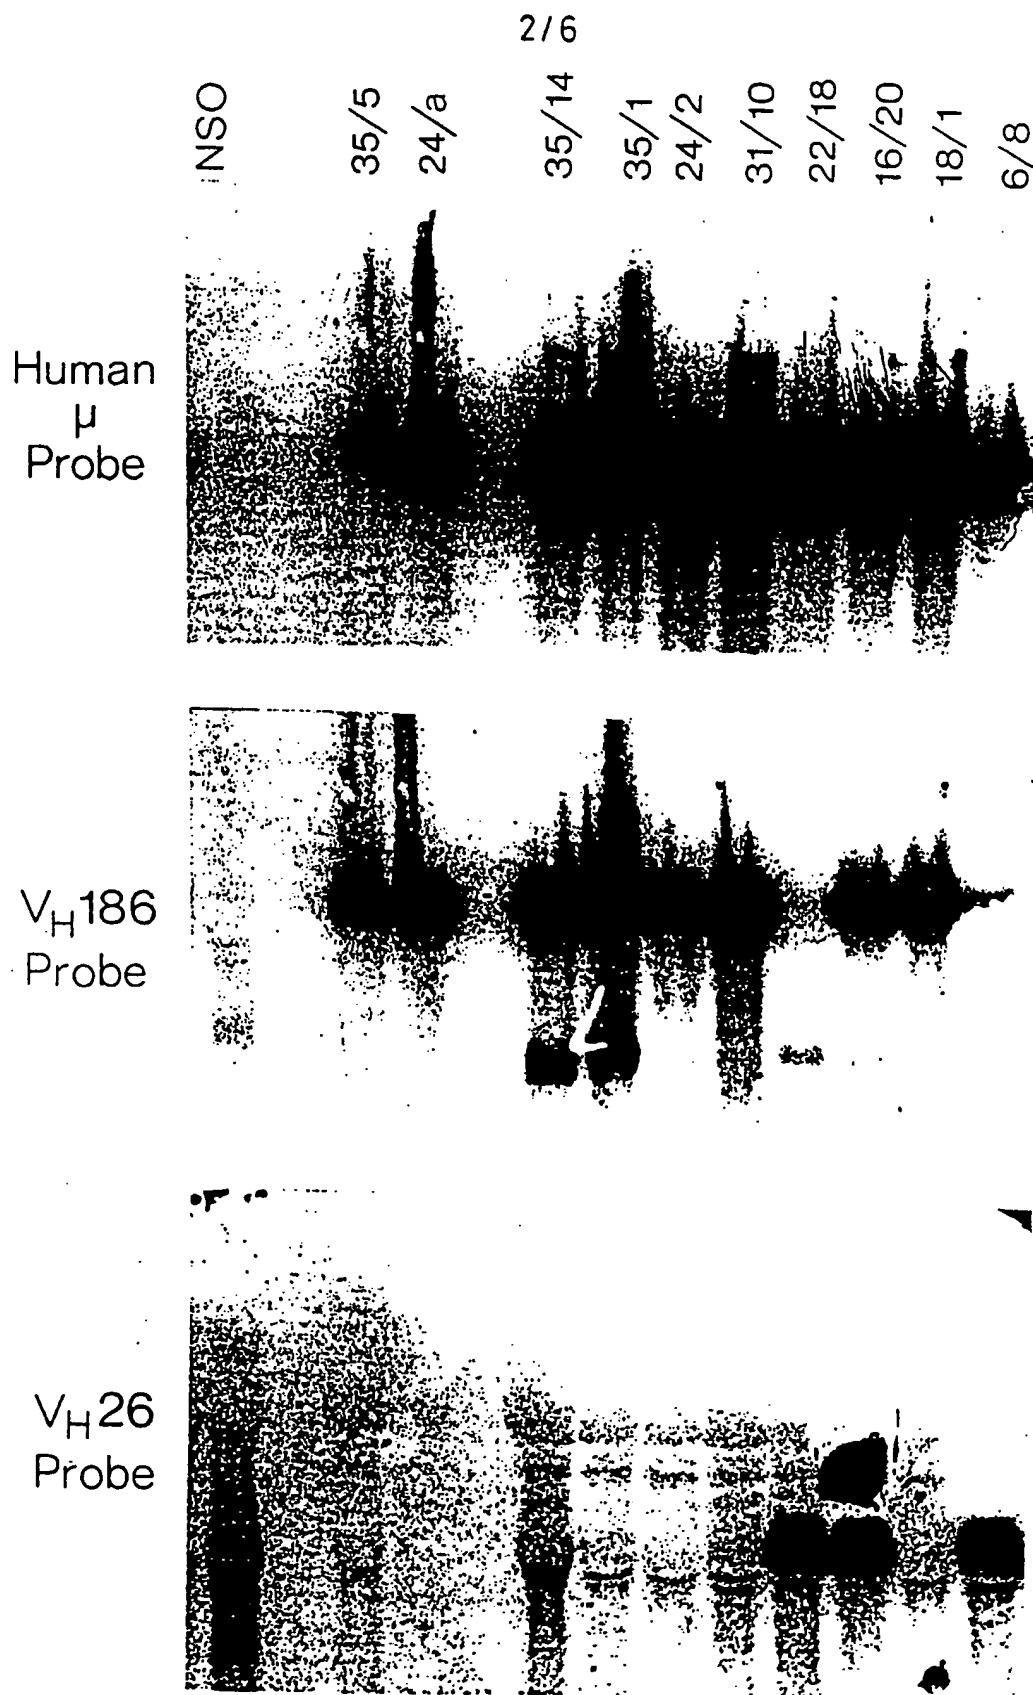 2/6
NSO
35/5
24/a
35/14
35/1
24/2
31/10
22/18
16/20
18/1
6/8
Human
μ
Probe
VH186
Probe
VH26
Probe